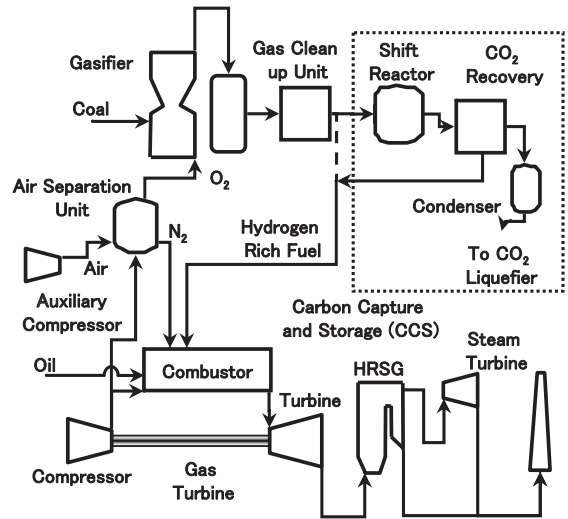 Gasifier
Coal
Gas Clean
up Unit
Shift
Reactor
CO₂
Recovery
Air Separation
Unit
O₂
N₂
Air
Auxiliary
Compressor
Hydrogen
Rich Fuel
Condenser
To CO₂
Liquefier
Carbon Capture
and Storage (CCS)
Oil
Combustor
Turbine
HRSG
Steam
Turbine
Compressor
Gas
Turbine